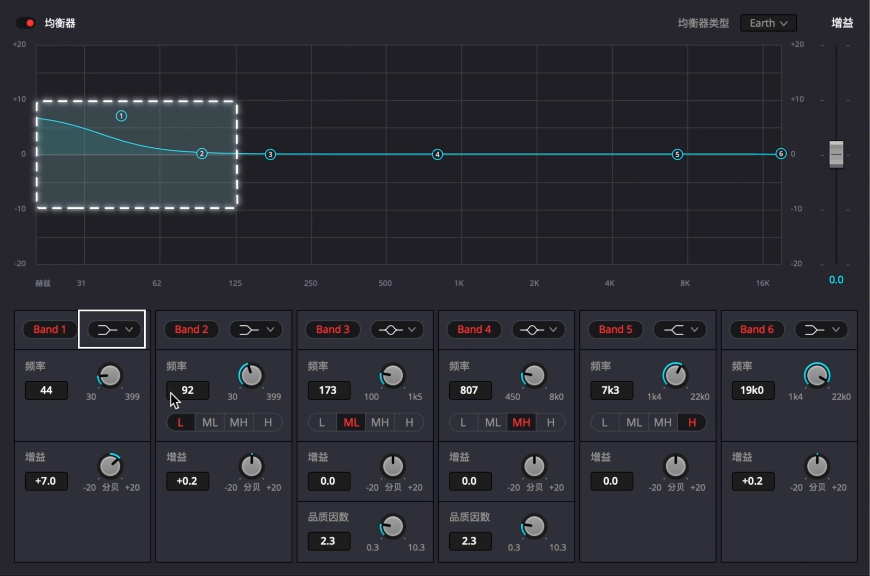 均衡器
均衡器类型 Earth 增益
+20 +20
+10 +10
0 0
-10 -10
-20 -20
1
2 3 4 5 6
赫兹 31 62 125 250 500 1K 2K 4K 8K 16K
0.0
Band 1 Band 2 Band 3 Band 4 Band 5 Band 6
频率 频率 频率 频率 频率 频率
44 92 173 807 7k3 19k0
30 399 30 399 100 1k5 450 8k0 1k4 22k0 1k4 22k0
L ML MH H L ML MH H L ML MH H L ML MH H
增益 增益 增益 增益 增益 增益
+7.0 +0.2 0.0 0.0 0.0 +0.2
-20 分贝 +20 -20 分贝 +20 -20 分贝 +20 -20 分贝 +20 -20 分贝 +20 -20 分贝 +20
品质因数 品质因数
2.3 2.3
0.3 10.3 0.3 10.3